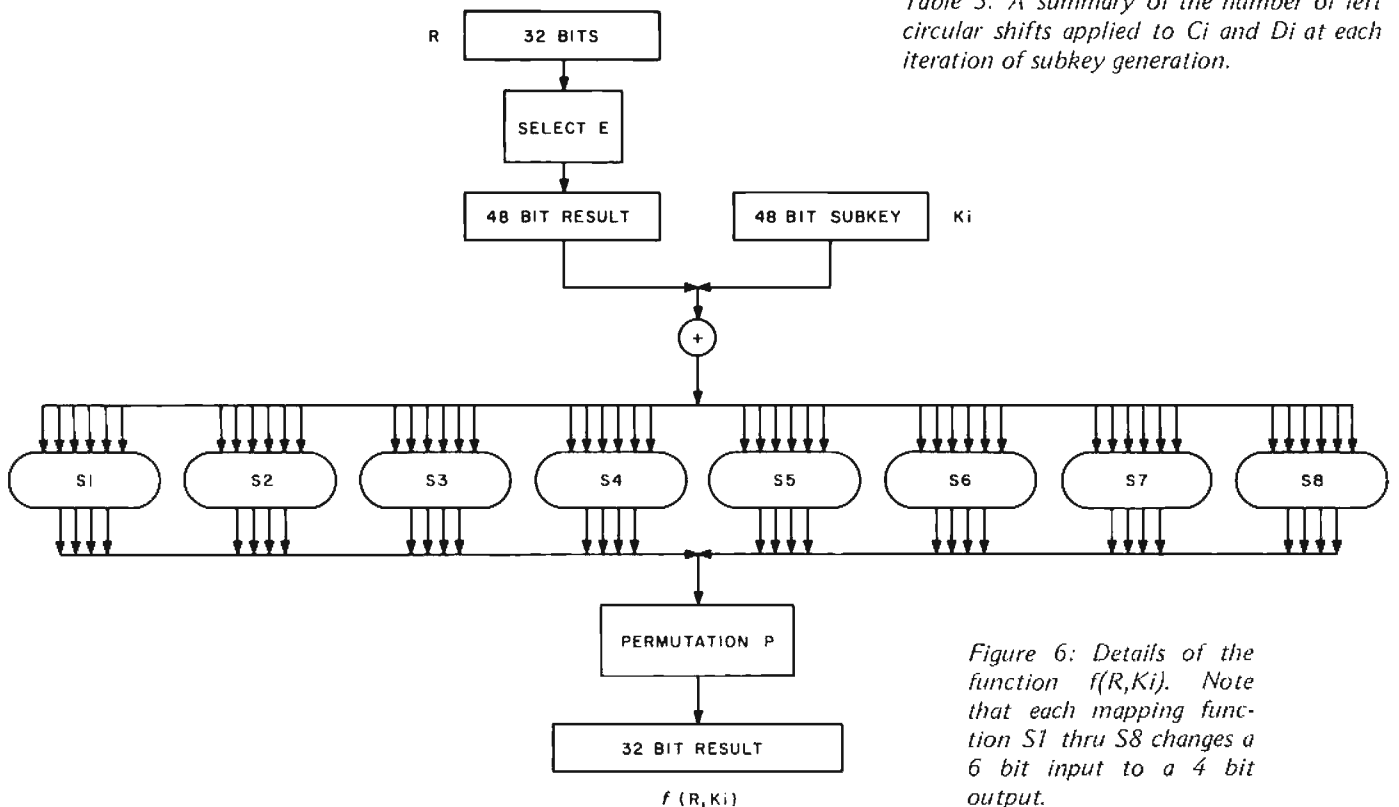 Table 5: A summary of the number of left
circular shifts applied to Ci and Di at each
iteration of subkey generation.
R 32 BITS
SELECT E
48 BIT RESULT 48 BIT SUBKEY Ki
+
S1 S2 S3 S4 S5 S6 S7 S8
PERMUTATION P
32 BIT RESULT
f (R,Ki)
Figure 6: Details of the
function f(R,Ki). Note
that each mapping func-
tion S1 thru S8 changes a
6 bit input to a 4 bit
output.